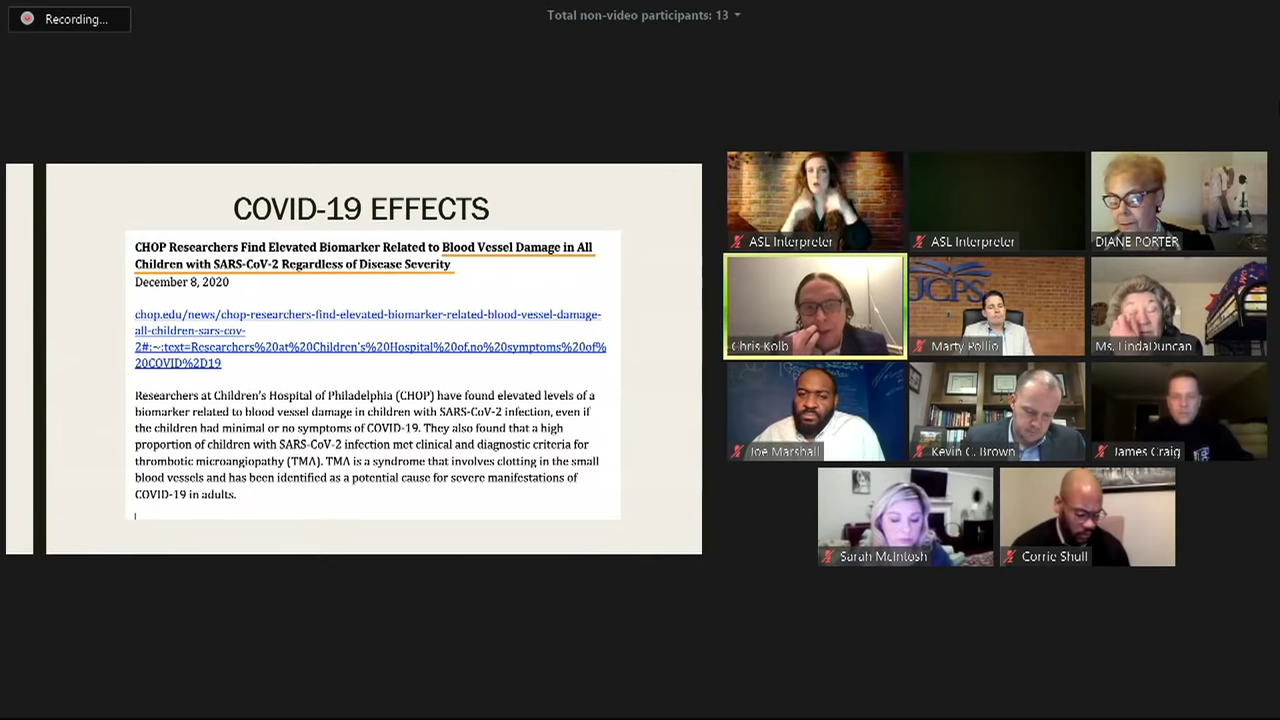 Recording...
Total non-video participants: 13
COVID-19 EFFECTS
CHOP Researchers Find Elevated Biomarker Related to Blood Vessel Damage in All
Children with SARS-CoV-2 Regardless of Disease Severity
December 8, 2020
chop.edu/news/chop-researchers-find-elevated-biomarker-related-blood-vessel-damage-
all-children-sars-cov-
2#:~:text=Researchers%20at%20Children's%20Hospital%20of,no%20symptoms%20of%
20COVID%2D19
Researchers at Children's Hospital of Philadelphia (CHOP) have found elevated levels of a
biomarker related to blood vessel damage in children with SARS-CoV-2 infection, even if
the children had minimal or no symptoms of COVID-19. They also found that a high
proportion of children with SARS-CoV-2 infection met clinical and diagnostic criteria for
thrombotic microangiopathy (TMA). TMA is a syndrome that involves clotting in the small
blood vessels and has been identified as a potential cause for severe manifestations of
COVID-19 in adults.
ASL Interpreter
ASL Interpreter
DIANE PORTER
Chris Kolb
JCPS
Marty Pollio
Ms. LindaDuncan
Joe Marshall
Kevin C. Brown
James Craig
Sarah McIntosh
Corrie Shull